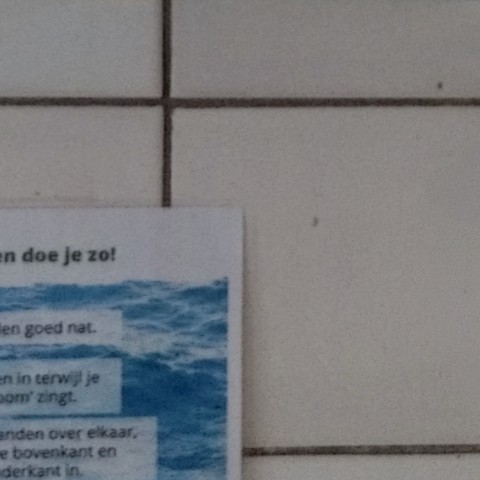 en doe je zo!
den goed nat.
en in terwijl je
oom' zingt.
anden over elkaar,
e bovenkant en
nderkant in.